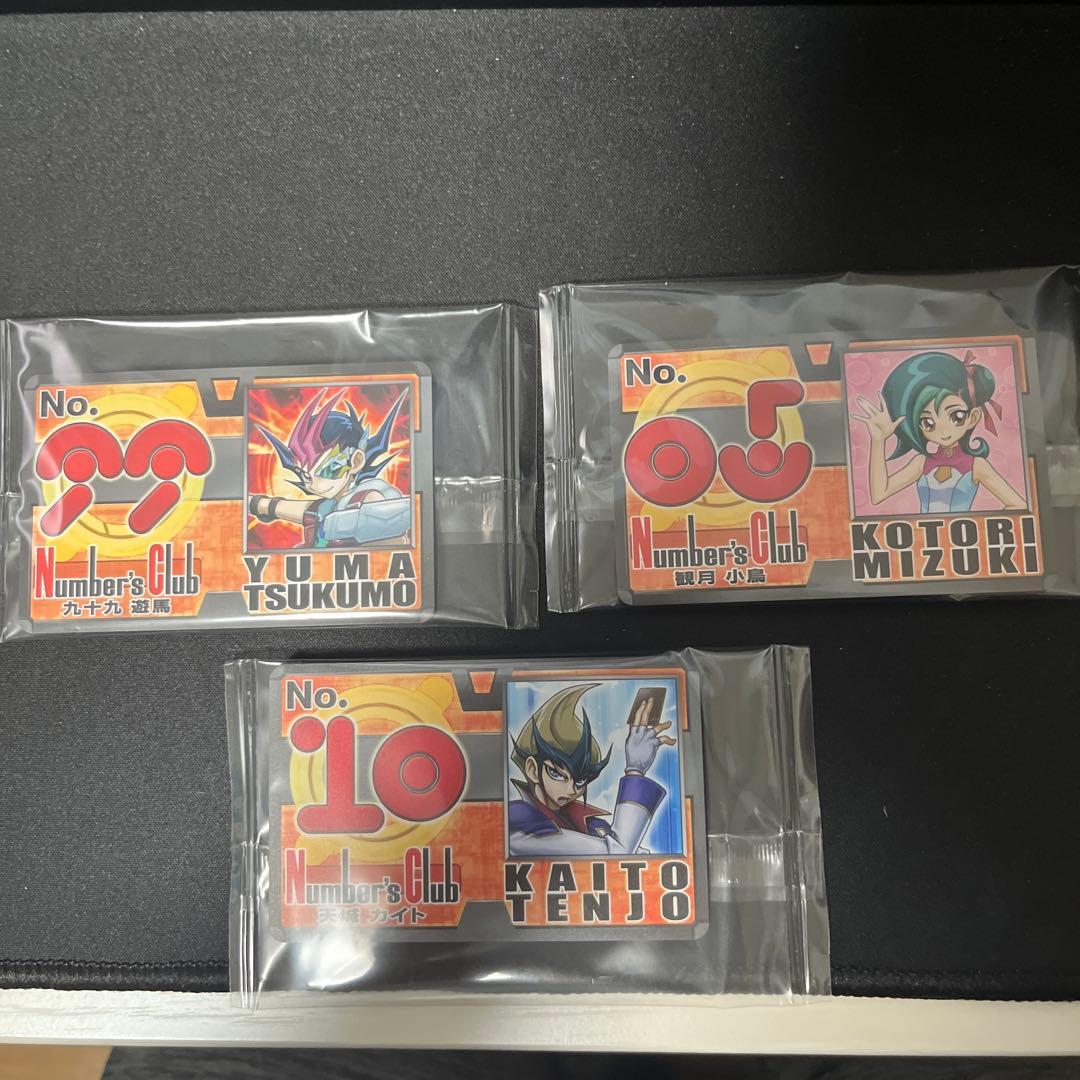 No.
99
Number's Club
九十九 遊馬
YUMA
TSUKUMO
No.
05
Number's Club
観月 小鳥
KOTORI
MIZUKI
No.
10
Number's Club
天城 カイト
KAITO
TENJO